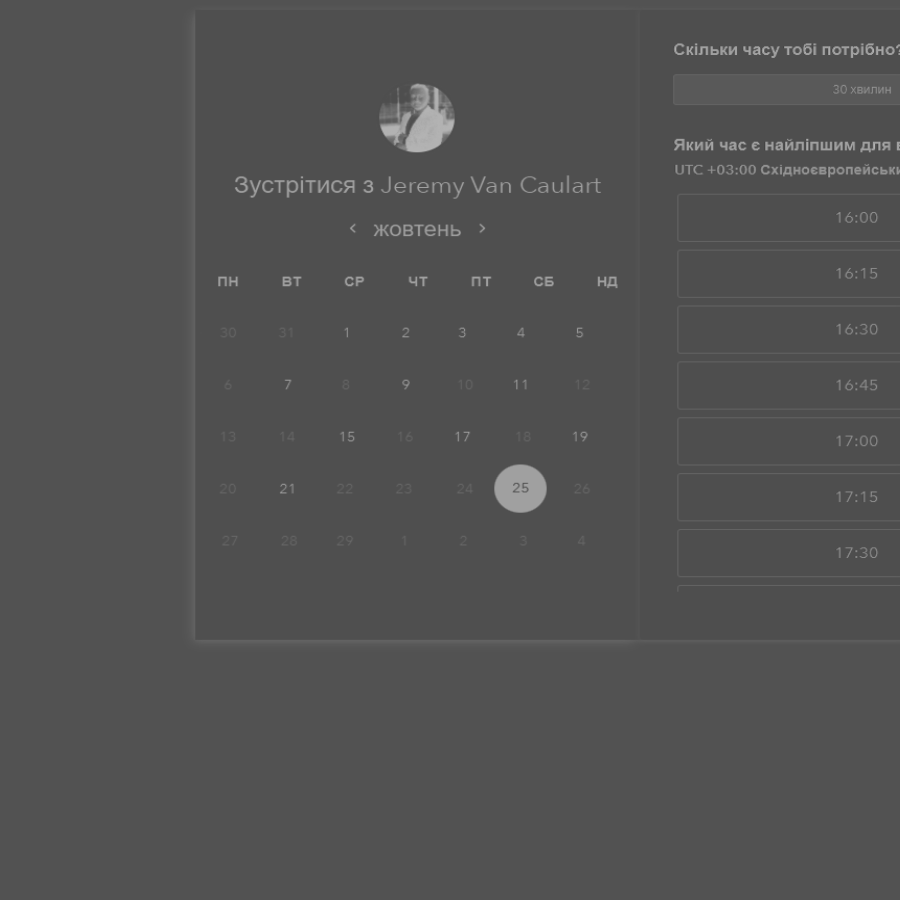 Зустрітися з Jeremy Van Caulart
‹ жовтень ›
ПН ВТ СР ЧТ ПТ СБ НД
30 31 1 2 3 4 5
6 7 8 9 10 11 12
13 14 15 16 17 18 19
20 21 22 23 24 25 26
27 28 29 1 2 3 4
Скільки часу тобі потрібно?
30 хвилин
Який час є найліпшим для
UTC +03:00
16:00
16:15
16:30
16:45
17:00
17:15
17:30